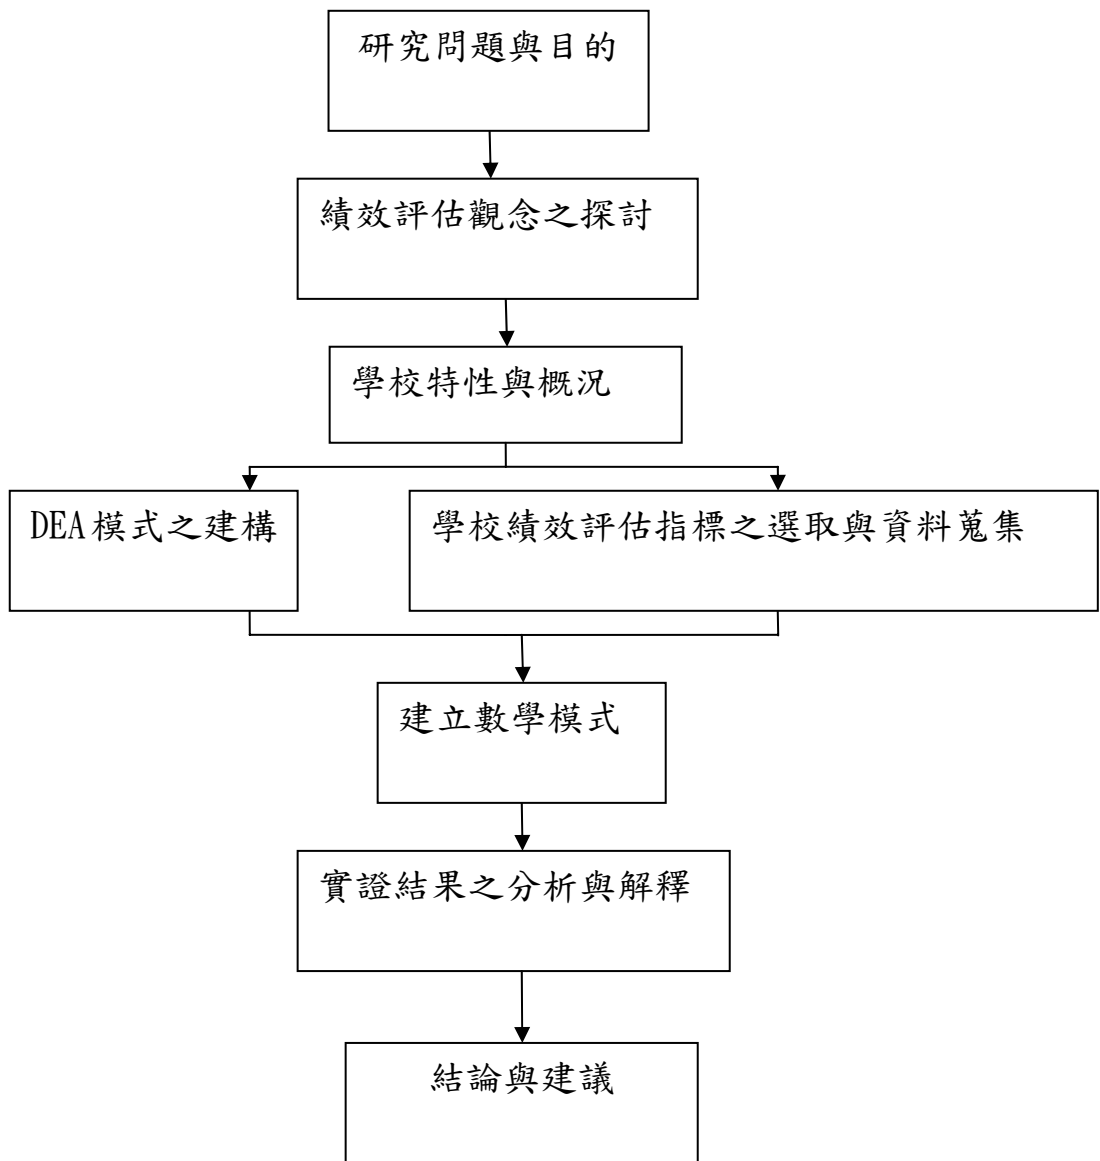 研究問題與目的
績效評估觀念之探討
學校特性與概況
DEA模式之建構
學校績效評估指標之選取與資料蒐集
建立數學模式
實證結果之分析與解釋
結論與建議